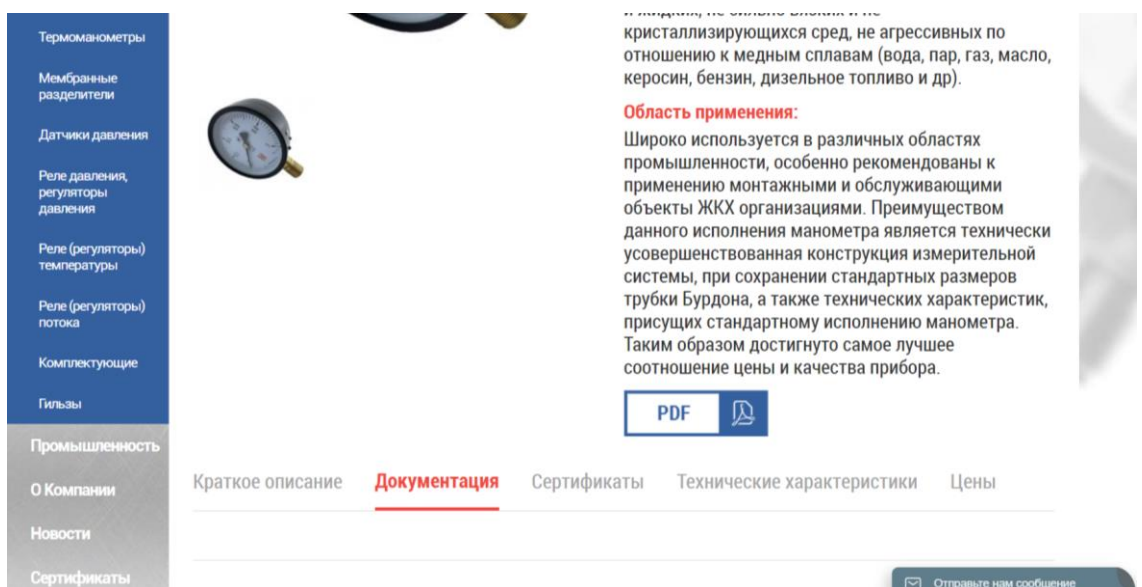 Термоманометры
Мембранные
разделители
Датчики давления
Реле давления,
регуляторы
давления
Реле (регуляторы)
температуры
Реле (регуляторы)
потока
Комплектующие
Гильзы
Промышленность
О Компании
Новости
Сертификаты
и жидких, не сильно вязких и не
кристаллизирующихся сред, не агрессивных по
отношению к медным сплавам (вода, пар, газ, масло,
керосин, бензин, дизельное топливо и др).
Область применения:
Широко используется в различных областях
промышленности, особенно рекомендованы к
применению монтажными и обслуживающими
объекты ЖКХ организациями. Преимуществом
данного исполнения манометра является технически
усовершенствованная конструкция измерительной
системы, при сохранении стандартных размеров
трубки Бурдона, а также технических характеристик,
присущих стандартному исполнению манометра.
Таким образом достигнуто самое лучшее
соотношение цены и качества прибора.
PDF
Краткое описание Документация Сертификаты Технические характеристики Цены
Отправьте нам сообщение